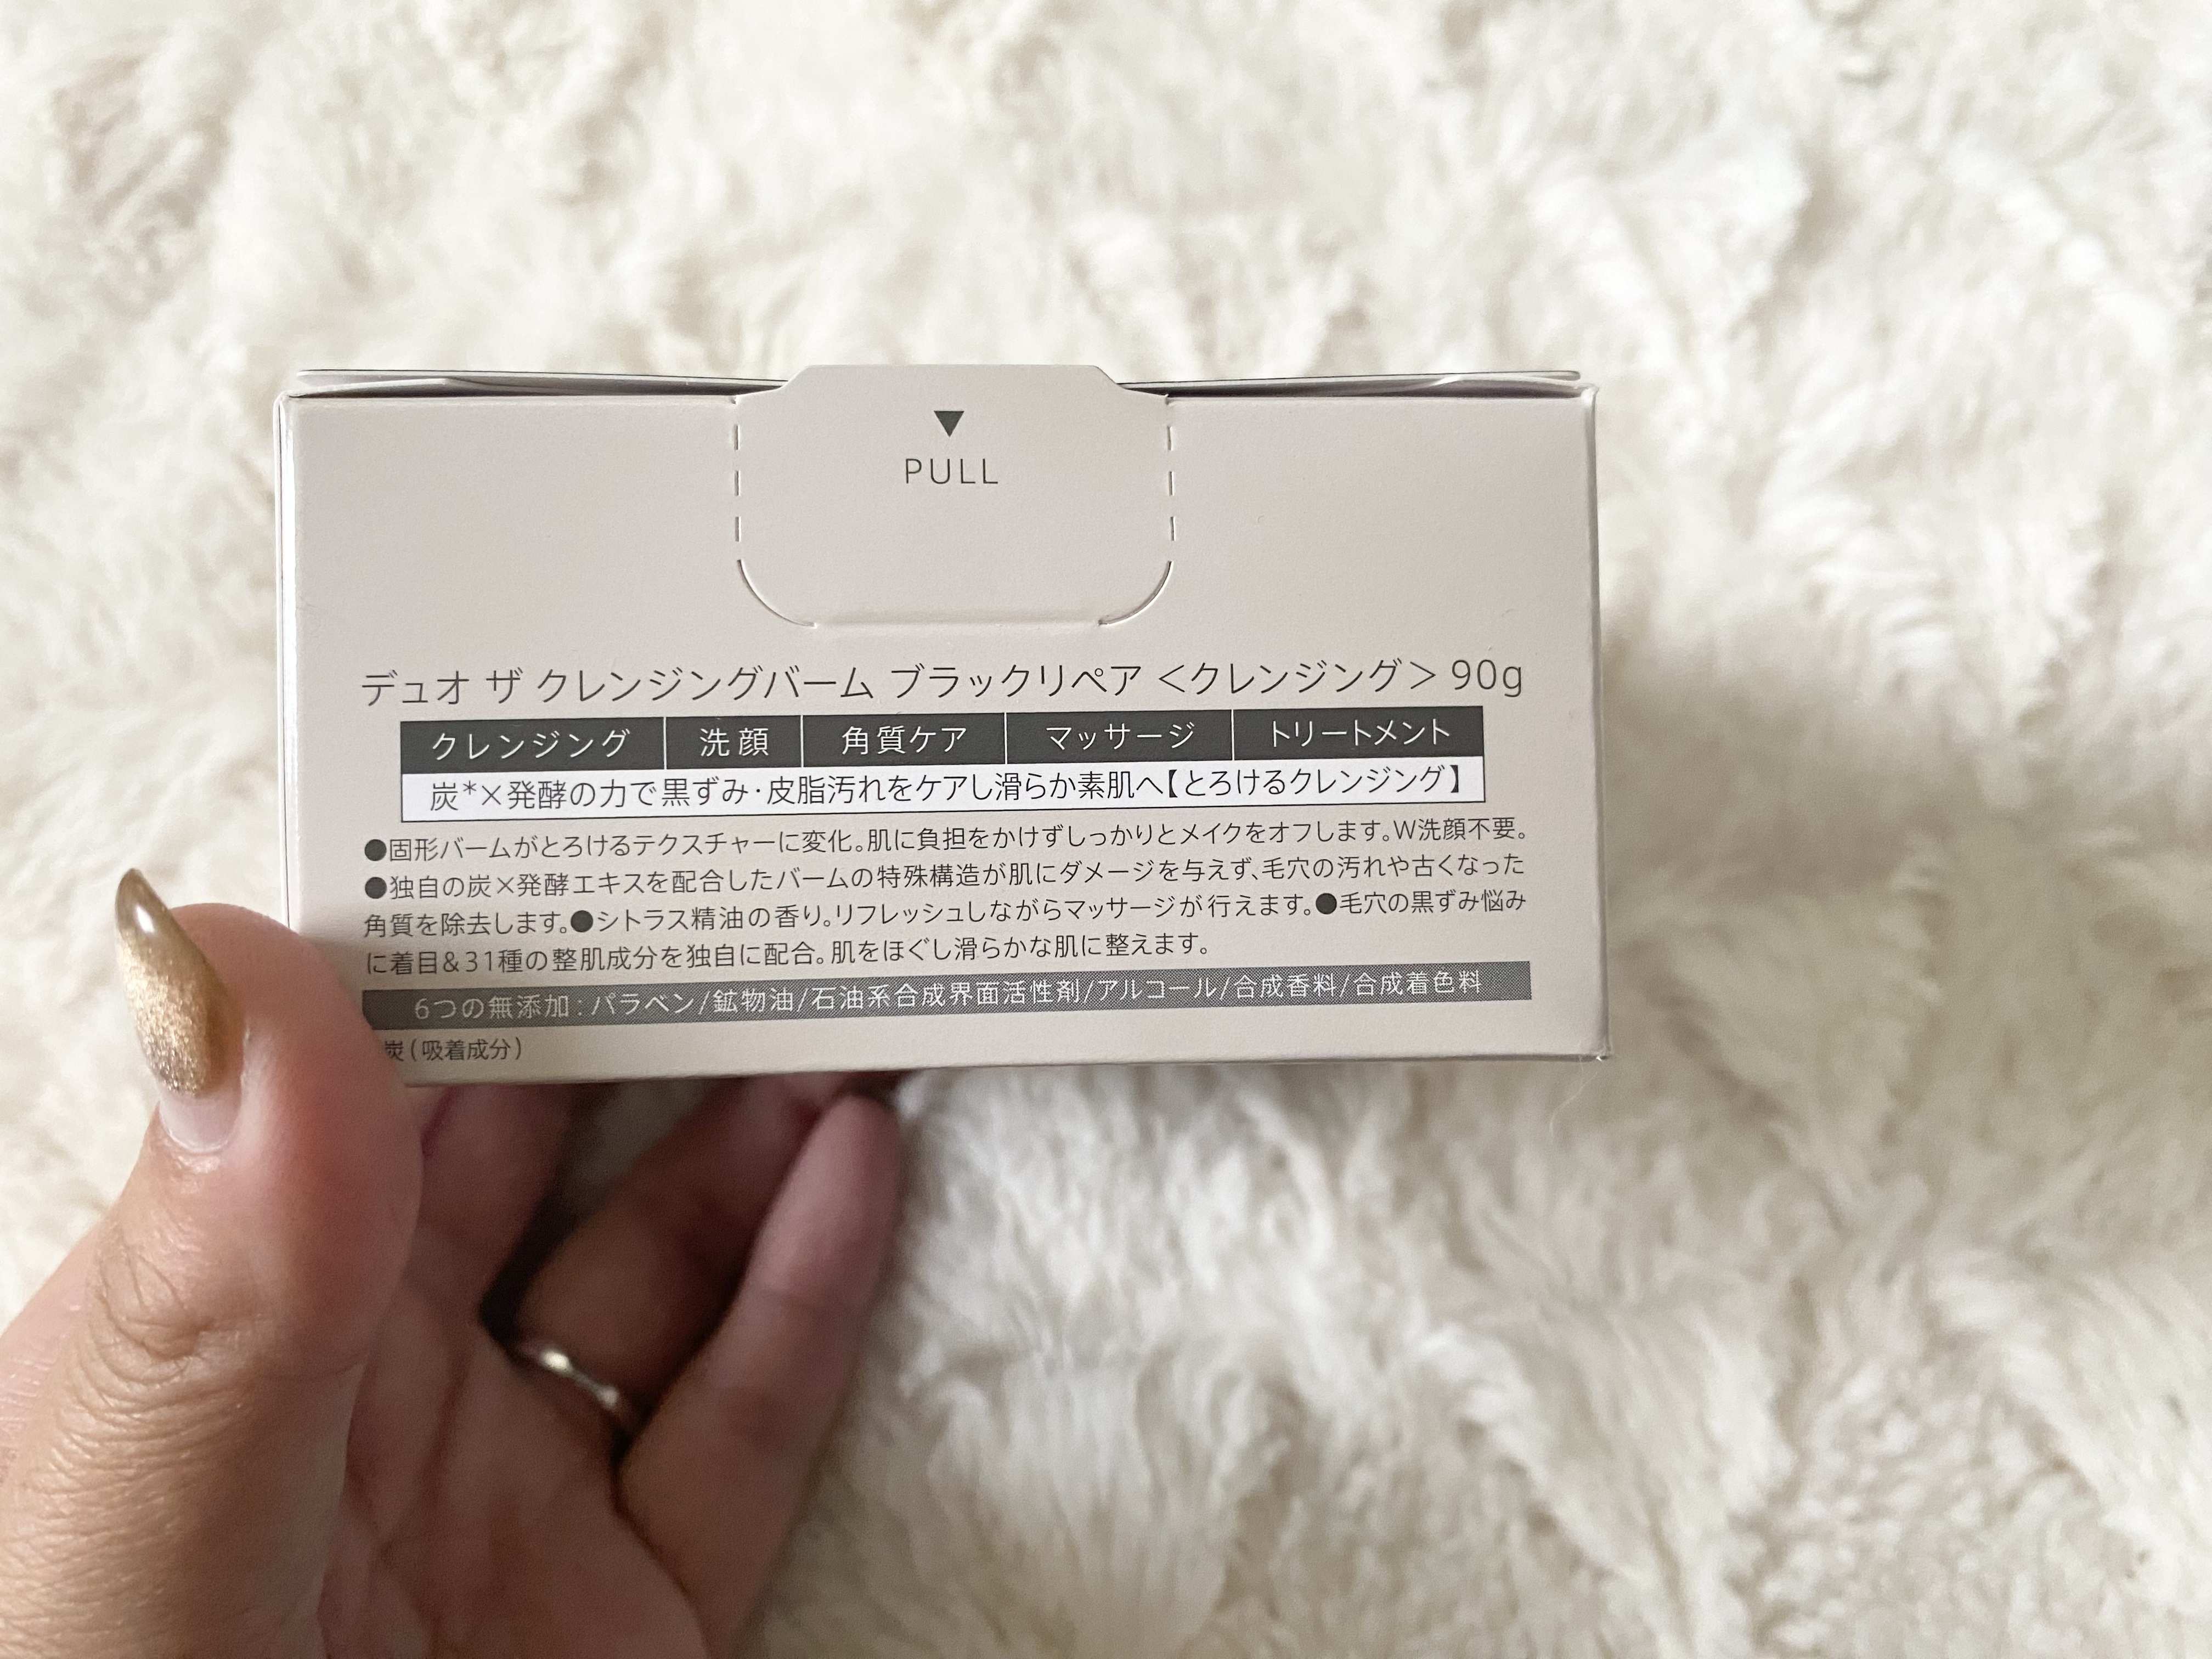 ▼
PULL
デュオ ザ クレンジングバーム ブラックリペア <クレンジング> 90g
クレンジング 洗顔 角質ケア マッサージ トリートメント
炭*×発酵の力で黒ずみ・皮脂汚れをケアし滑らか素肌へ【とろけるクレンジング】
●固形バームがとろけるテクスチャーに変化。肌に負担をかけずしっかりとメイクをオフします。W洗顔不要。
●独自の炭×発酵エキスを配合したバームの特殊構造が肌にダメージを与えず、毛穴の汚れや古くなった
角質を除去します。●シトラス精油の香り。リフレッシュしながらマッサージが行えます。●毛穴の黒ずみ悩み
に着目&31種の整肌成分を独自に配合。肌をほぐし滑らかな肌に整えます。
6つの無添加：パラベン/鉱物油/石油系合成界面活性剤/アルコール/合成香料/合成着色料
炭(吸着成分)